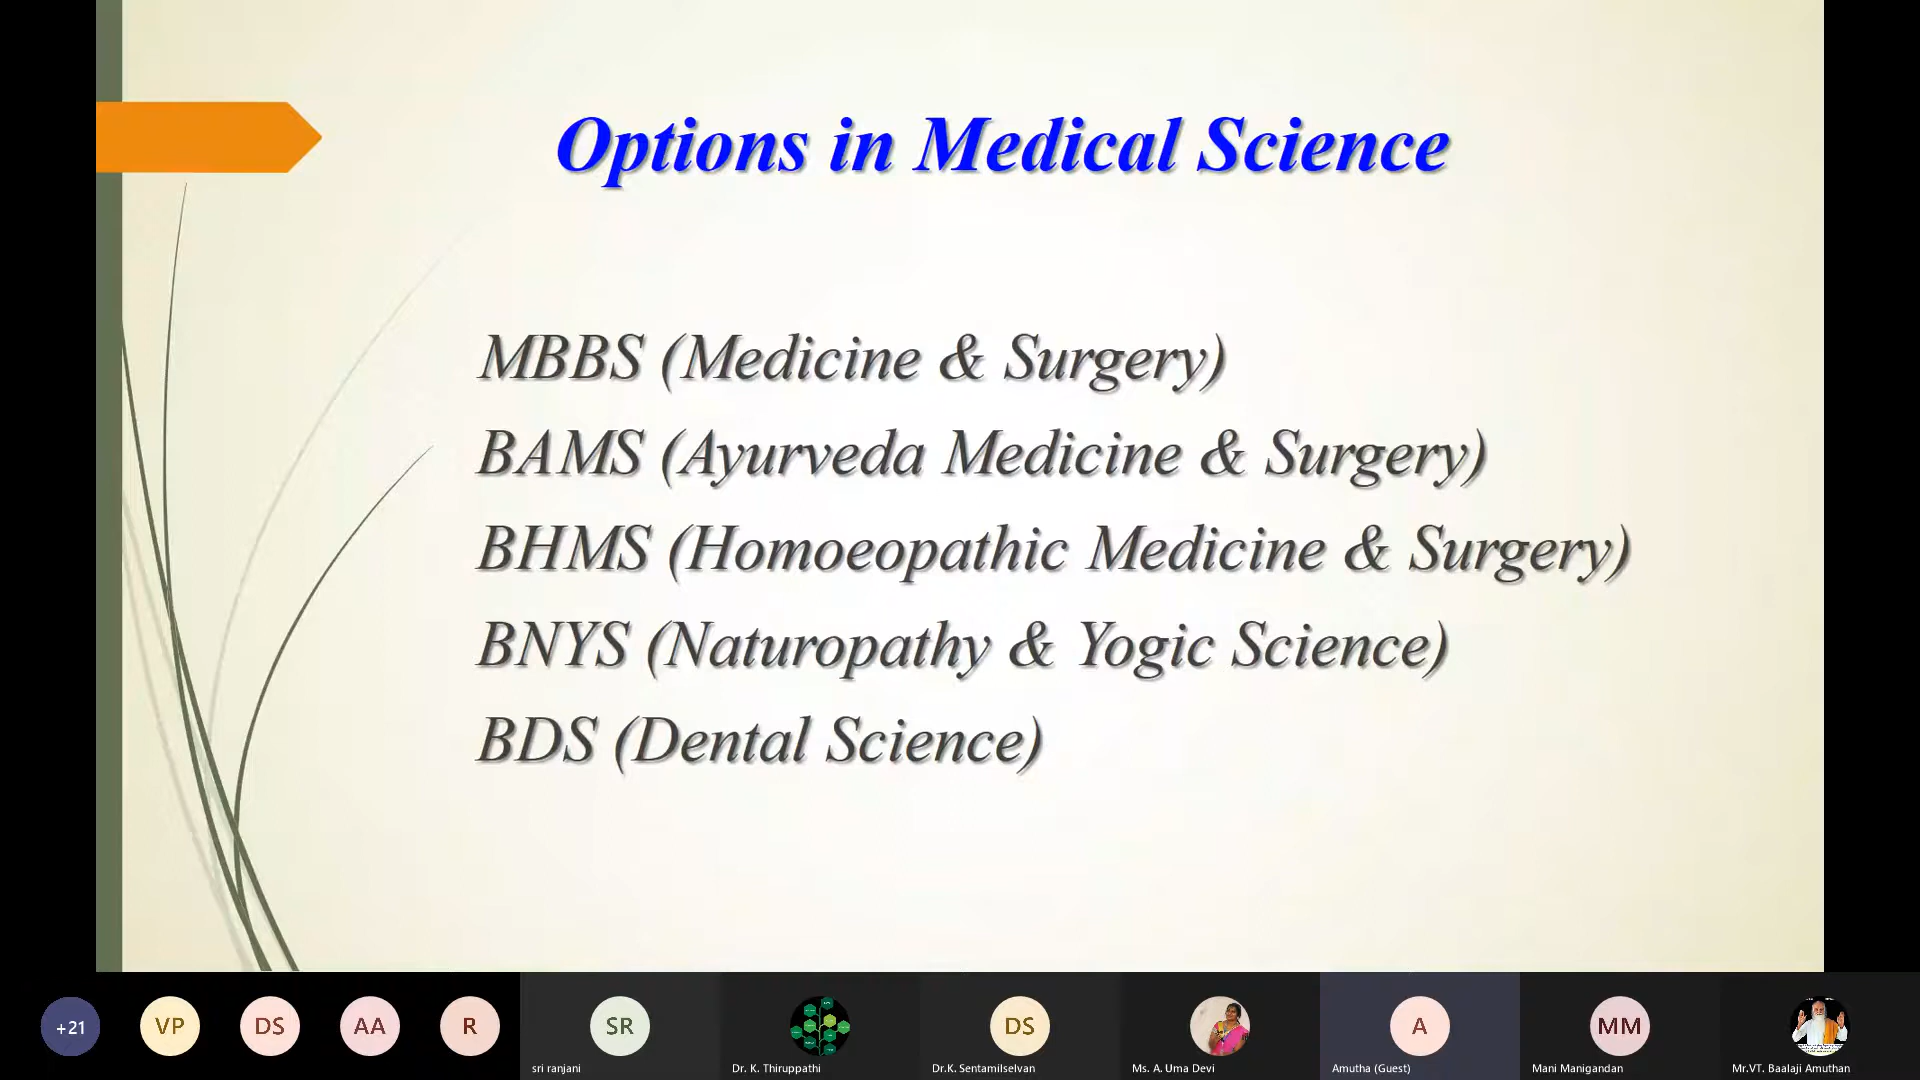 Options in Medical Science
MBBS (Medicine & Surgery)
BAMS (Ayurveda Medicine & Surgery)
BHMS (Homoeopathic Medicine & Surgery)
BNYS (Naturopathy & Yogic Science)
BDS (Dental Science)
+21
VP
DS
AA
R
SR
DS
A
MM
sri ranjani
Dr. K. Thiruppathi
Dr.K. Sentamilselvan
Ms. A. Uma Devi
Amutha (Guest)
Mani Manigandan
Mr.VT. Baalaji Amuthan